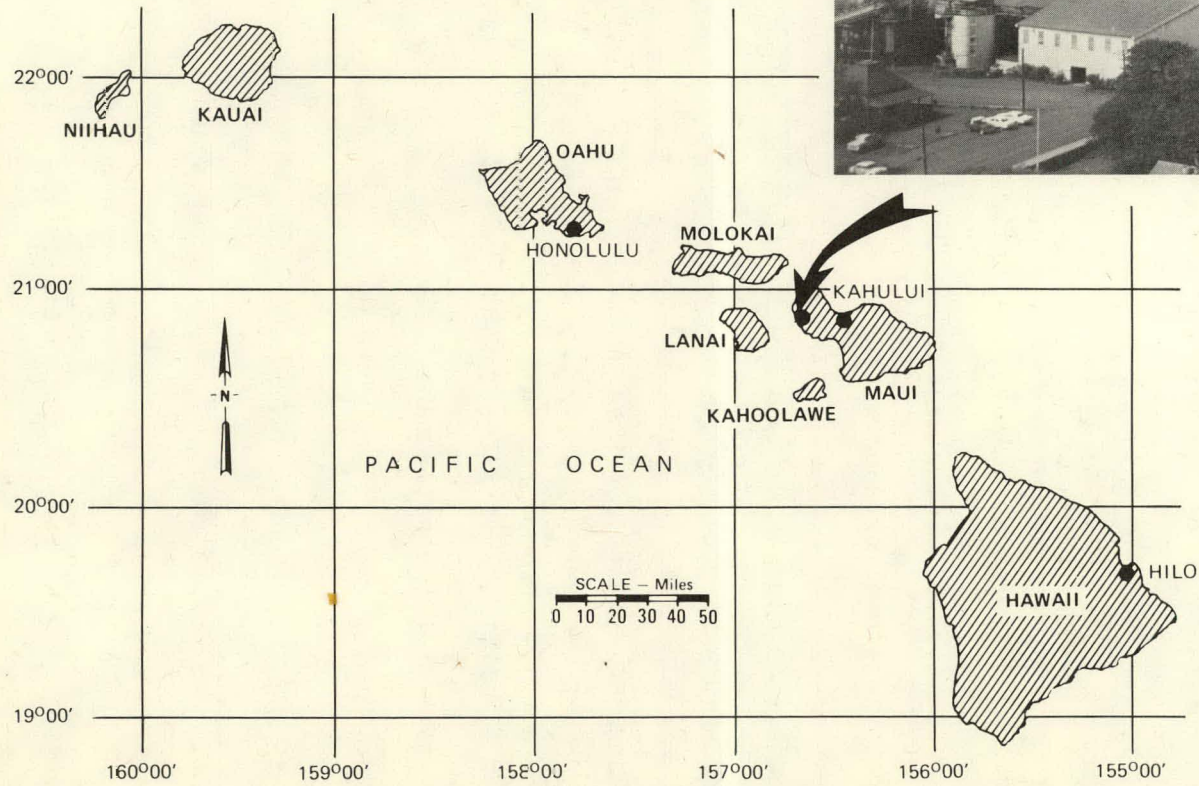 22°00'
NIIHAU
KAUAI
OAHU
HONOLULU
MOLOKAI
21°00'
KAHULUI
LANAI
MAUI
KAHOOLAWE
N
PACIFIC OCEAN
20°00'
SCALE – Miles
0 10 20 30 40 50
HILO
HAWAII
19°00'
160°00' 159°00' 158°00' 157°00' 156°00' 155°00'